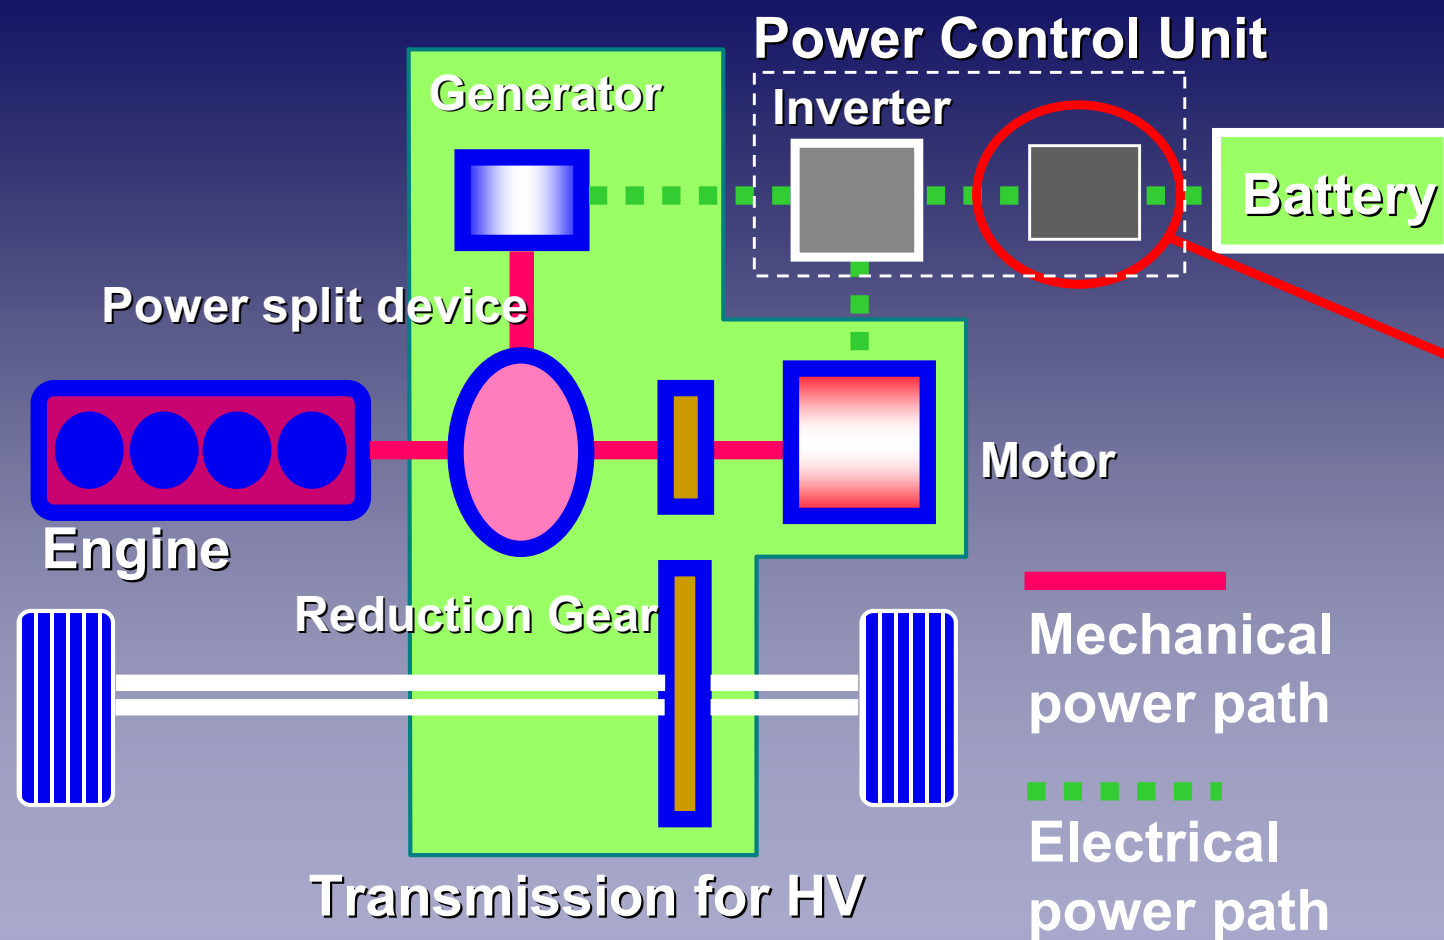 Power Control Unit
Generator
Inverter
Battery
Power split device
Motor
Engine
Reduction Gear
Mechanical
power path
Electrical
power path
Transmission for HV